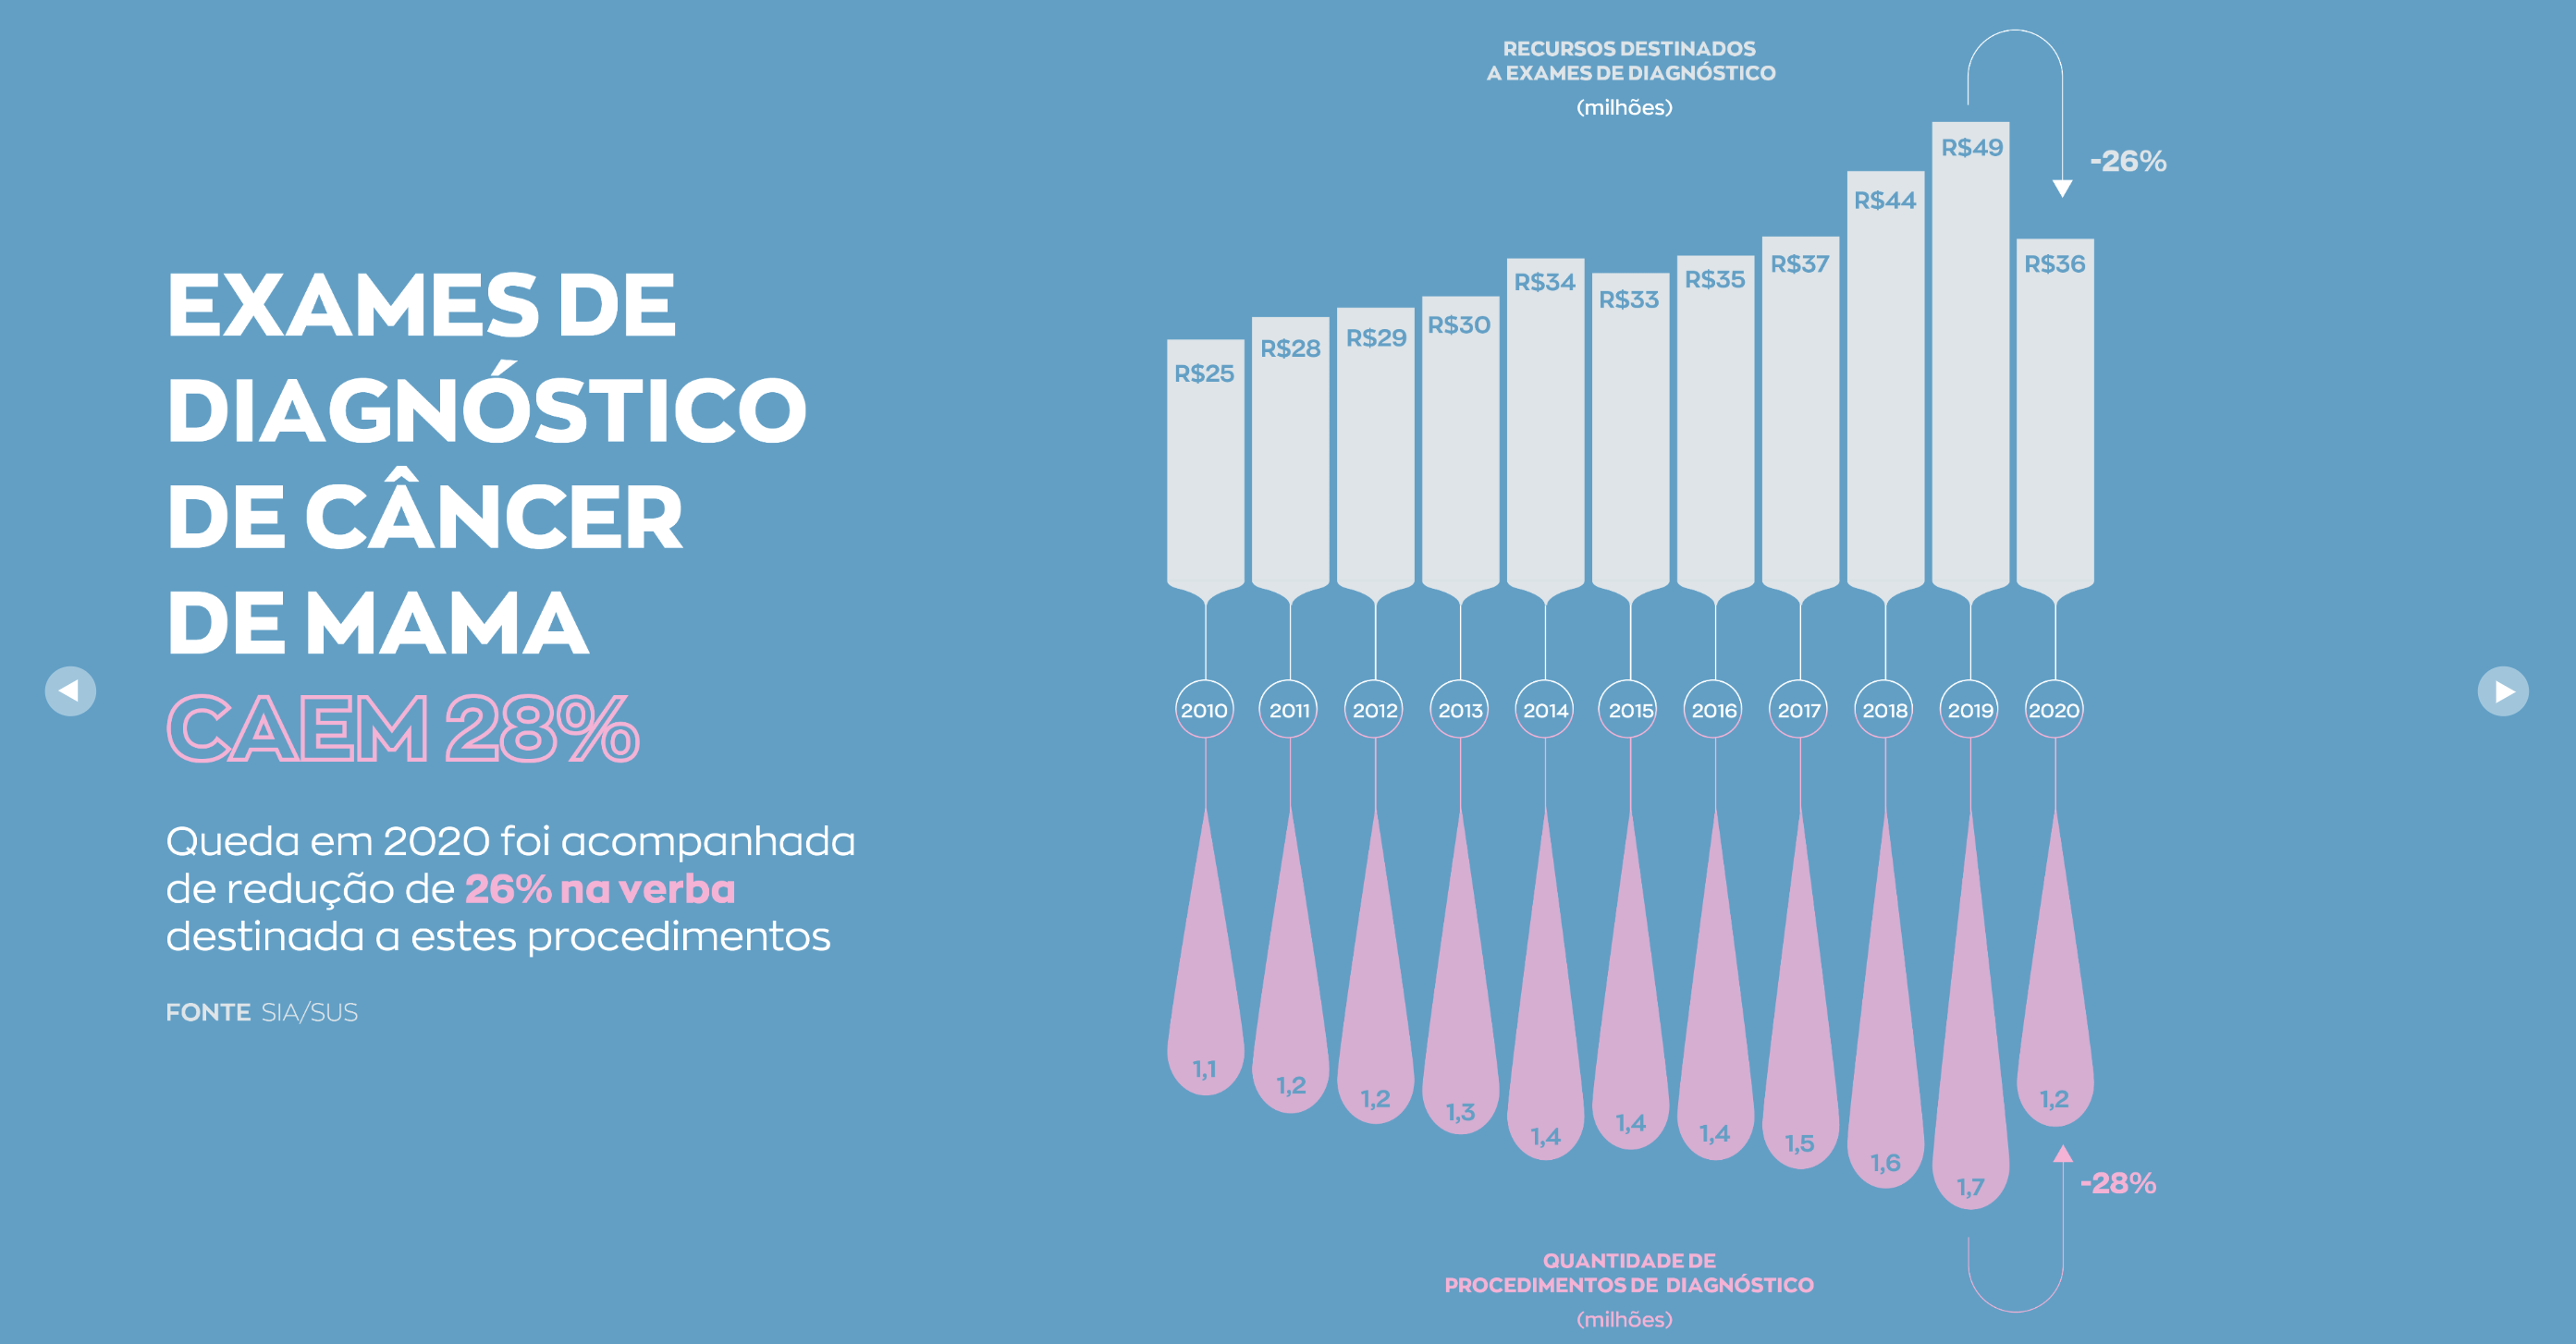 EXAMES DE
DIAGNÓSTICO
DE CÂNCER
DE MAMA
CAEM 28%
Queda em 2020 foi acompanhada
de redução de 26% na verba
destinada a estes procedimentos
FONTE SIA/SUS
RECURSOS DESTINADOS
A EXAMES DE DIAGNÓSTICO
(milhões)
-26%
R$25
R$28
R$29
R$30
R$34
R$33
R$35
R$37
R$44
R$49
R$36
2010
2011
2012
2013
2014
2015
2016
2017
2018
2019
2020
1,1
1,2
1,2
1,3
1,4
1,4
1,4
1,5
1,6
1,7
1,2
-28%
QUANTIDADE DE
PROCEDIMENTOS DE DIAGNÓSTICO
(milhões)